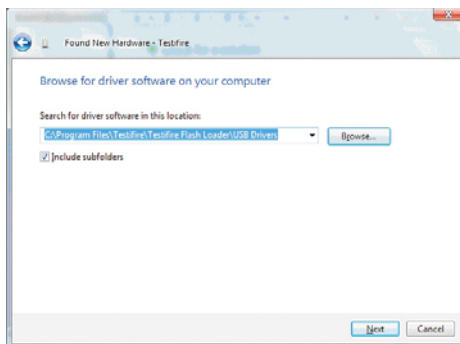 Found New Hardware - Testifire
Browse for driver software on your computer
Search for driver software in this location:
C:\Program Files\Testifire\Testifire Flash Loader\USB Drivers
Browse...
Include subfolders
Next
Cancel